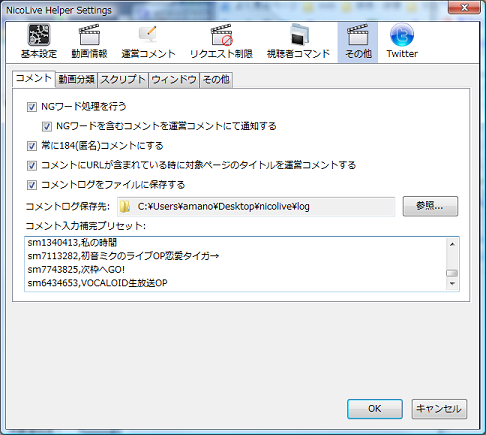 NicoLive Helper Settings
基本設定 動画情報 運営コメント リクエスト制限 視聴者コマンド その他 Twitter
コメント 動画分類 スクリプト ウィンドウ その他
NGワード処理を行う
NGワードを含むコメントを運営コメントにて通知する
常に184(匿名)コメントにする
コメントにURLが含まれている時に対象ページのタイトルを運営コメントする
コメントログをファイルに保存する
コメントログ保存先: C:¥Users¥amano¥Desktop¥nicolive¥log 参照...
コメント入力補完プリセット:
sm1340413,私の時間
sm7113282,初音ミクのライブOP恋愛タイガー→
sm7743825,次枠へGO!
sm6434653,VOCALOID生放送OP
OK キャンセル